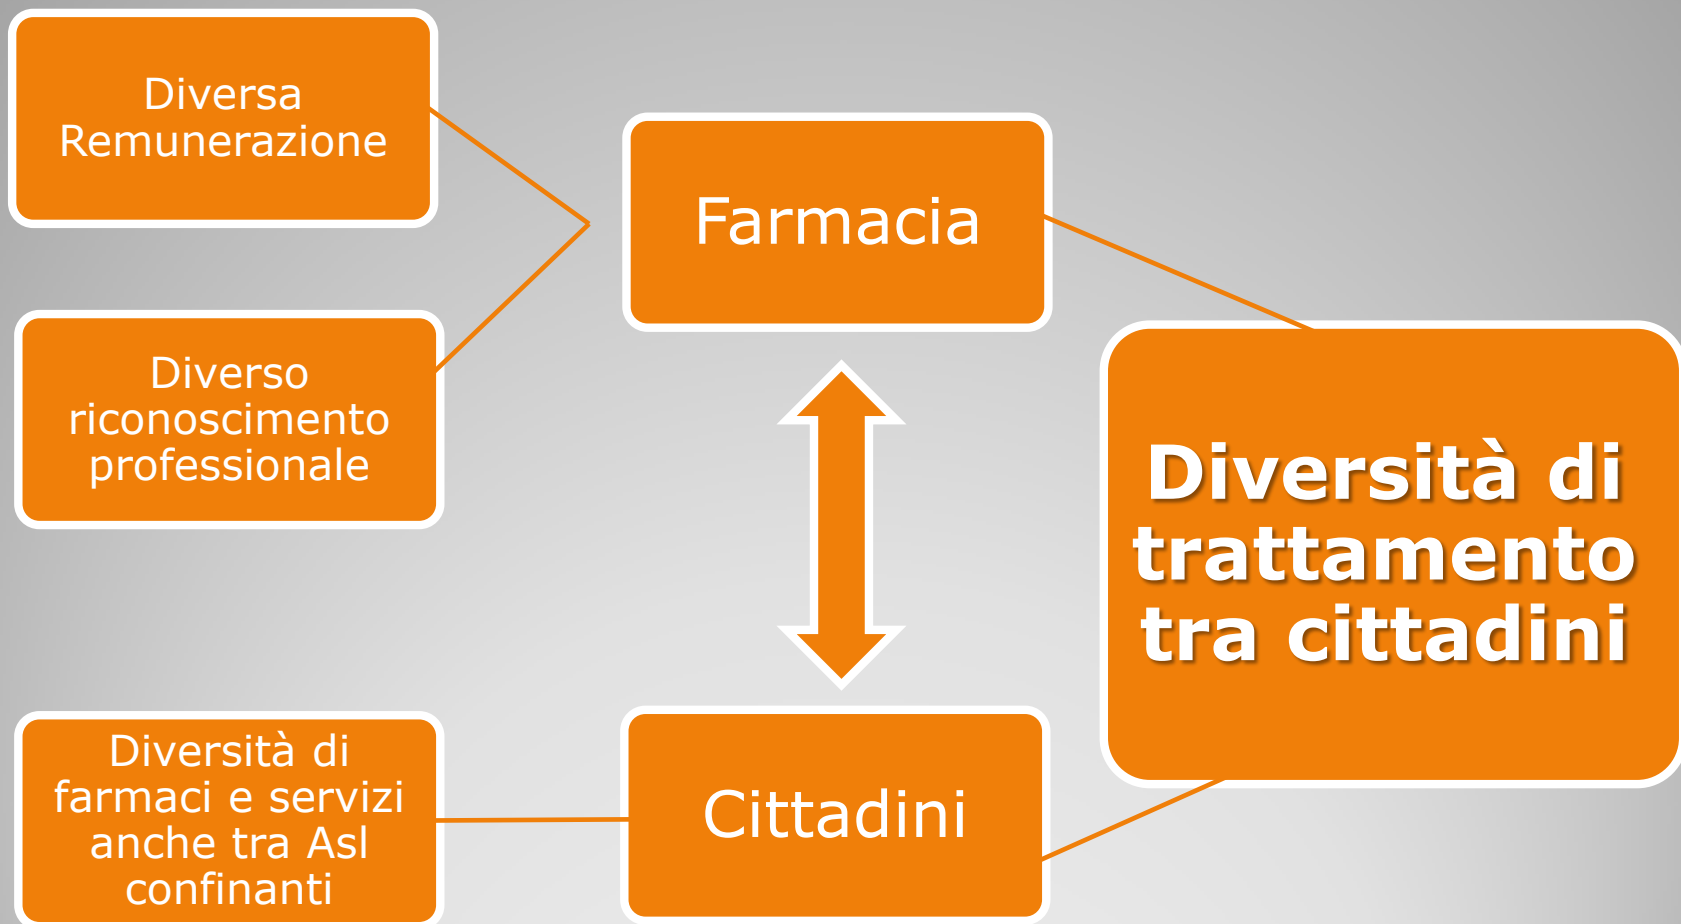 Diversa
Remunerazione
Farmacia
Diverso
riconoscimento
professionale
Diversità di
trattamento
tra cittadini
Diversità di
farmaci e servizi
anche tra Asl
confinanti
Cittadini